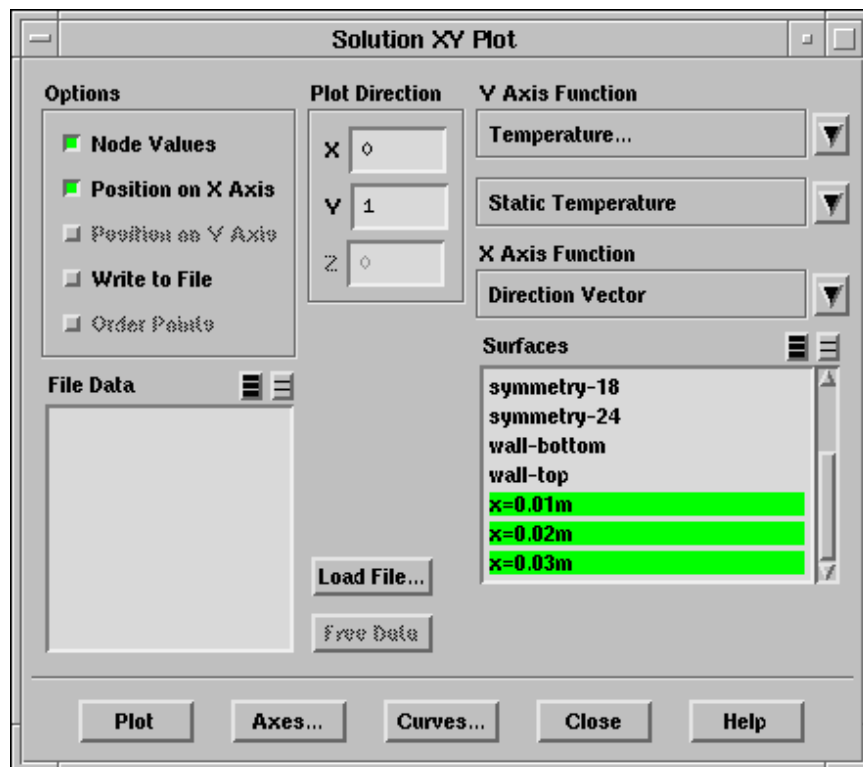 Solution XY Plot
Options
Node Values
Position on X Axis
Position on Y Axis
Write to File
Order Points
File Data
Plot Direction
X 0
Y 1
Z 0
Load File...
Free Data
Y Axis Function
Temperature...
Static Temperature
X Axis Function
Direction Vector
Surfaces
symmetry-18
symmetry-24
wall-bottom
wall-top
x=0.01m
x=0.02m
x=0.03m
Plot Axes... Curves... Close Help